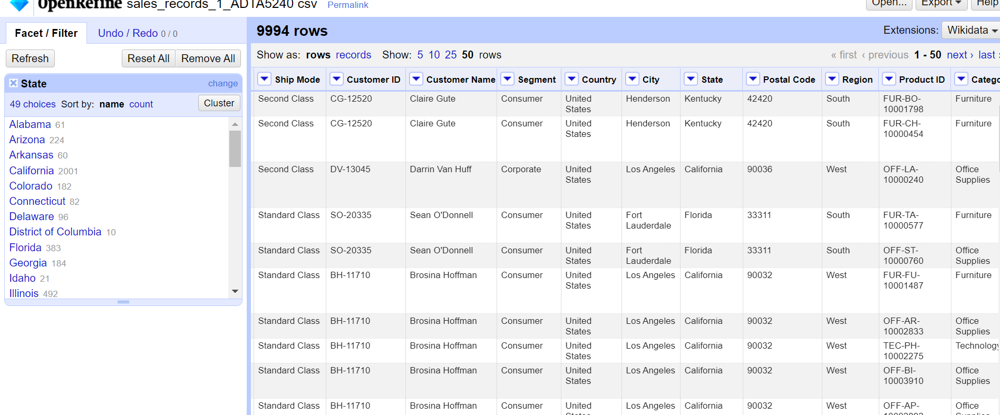 OpenRefine sales_records_1_ADTA5240 csv Permalink Open... Export Help
Facet / Filter Undo / Redo 0 / 0
9994 rows Extensions: Wikidata
Refresh Reset All Remove All
Show as: rows records Show: 5 10 25 50 rows « first ‹ previous 1 - 50 next › last ›
State change
49 choices Sort by: name count Cluster
Alabama 61
Arizona 224
Arkansas 60
California 2001
Colorado 182
Connecticut 82
Delaware 96
District of Columbia 10
Florida 383
Georgia 184
Idaho 21
Illinois 492
Ship Mode Customer ID Customer Name Segment Country City State Postal Code Region Product ID Catego
Second Class CG-12520 Claire Gute Consumer United Henderson Kentucky 42420 South FUR-BO- Furniture
States 10001798
Second Class CG-12520 Claire Gute Consumer United Henderson Kentucky 42420 South FUR-CH- Furniture
States 10000454
Second Class DV-13045 Darrin Van Huff Corporate United Los Angeles California 90036 West OFF-LA- Office
States 10000240 Supplies
Standard Class SO-20335 Sean O'Donnell Consumer United Fort Florida 33311 South FUR-TA- Furniture
States Lauderdale 10000577
Standard Class SO-20335 Sean O'Donnell Consumer United Fort Florida 33311 South OFF-ST- Office
States Lauderdale 10000760 Supplies
Standard Class BH-11710 Brosina Hoffman Consumer United Los Angeles California 90032 West FUR-FU- Furniture
States 10001487
Standard Class BH-11710 Brosina Hoffman Consumer United Los Angeles California 90032 West OFF-AR- Office
States 10002833 Supplies
Standard Class BH-11710 Brosina Hoffman Consumer United Los Angeles California 90032 West TEC-PH- Technology
States 10002275
Standard Class BH-11710 Brosina Hoffman Consumer United Los Angeles California 90032 West OFF-BI- Office
States 10003910 Supplies
Standard Class BH-11710 Brosina Hoffman Consumer United Los Angeles California 90032 West OFF-AP- Office